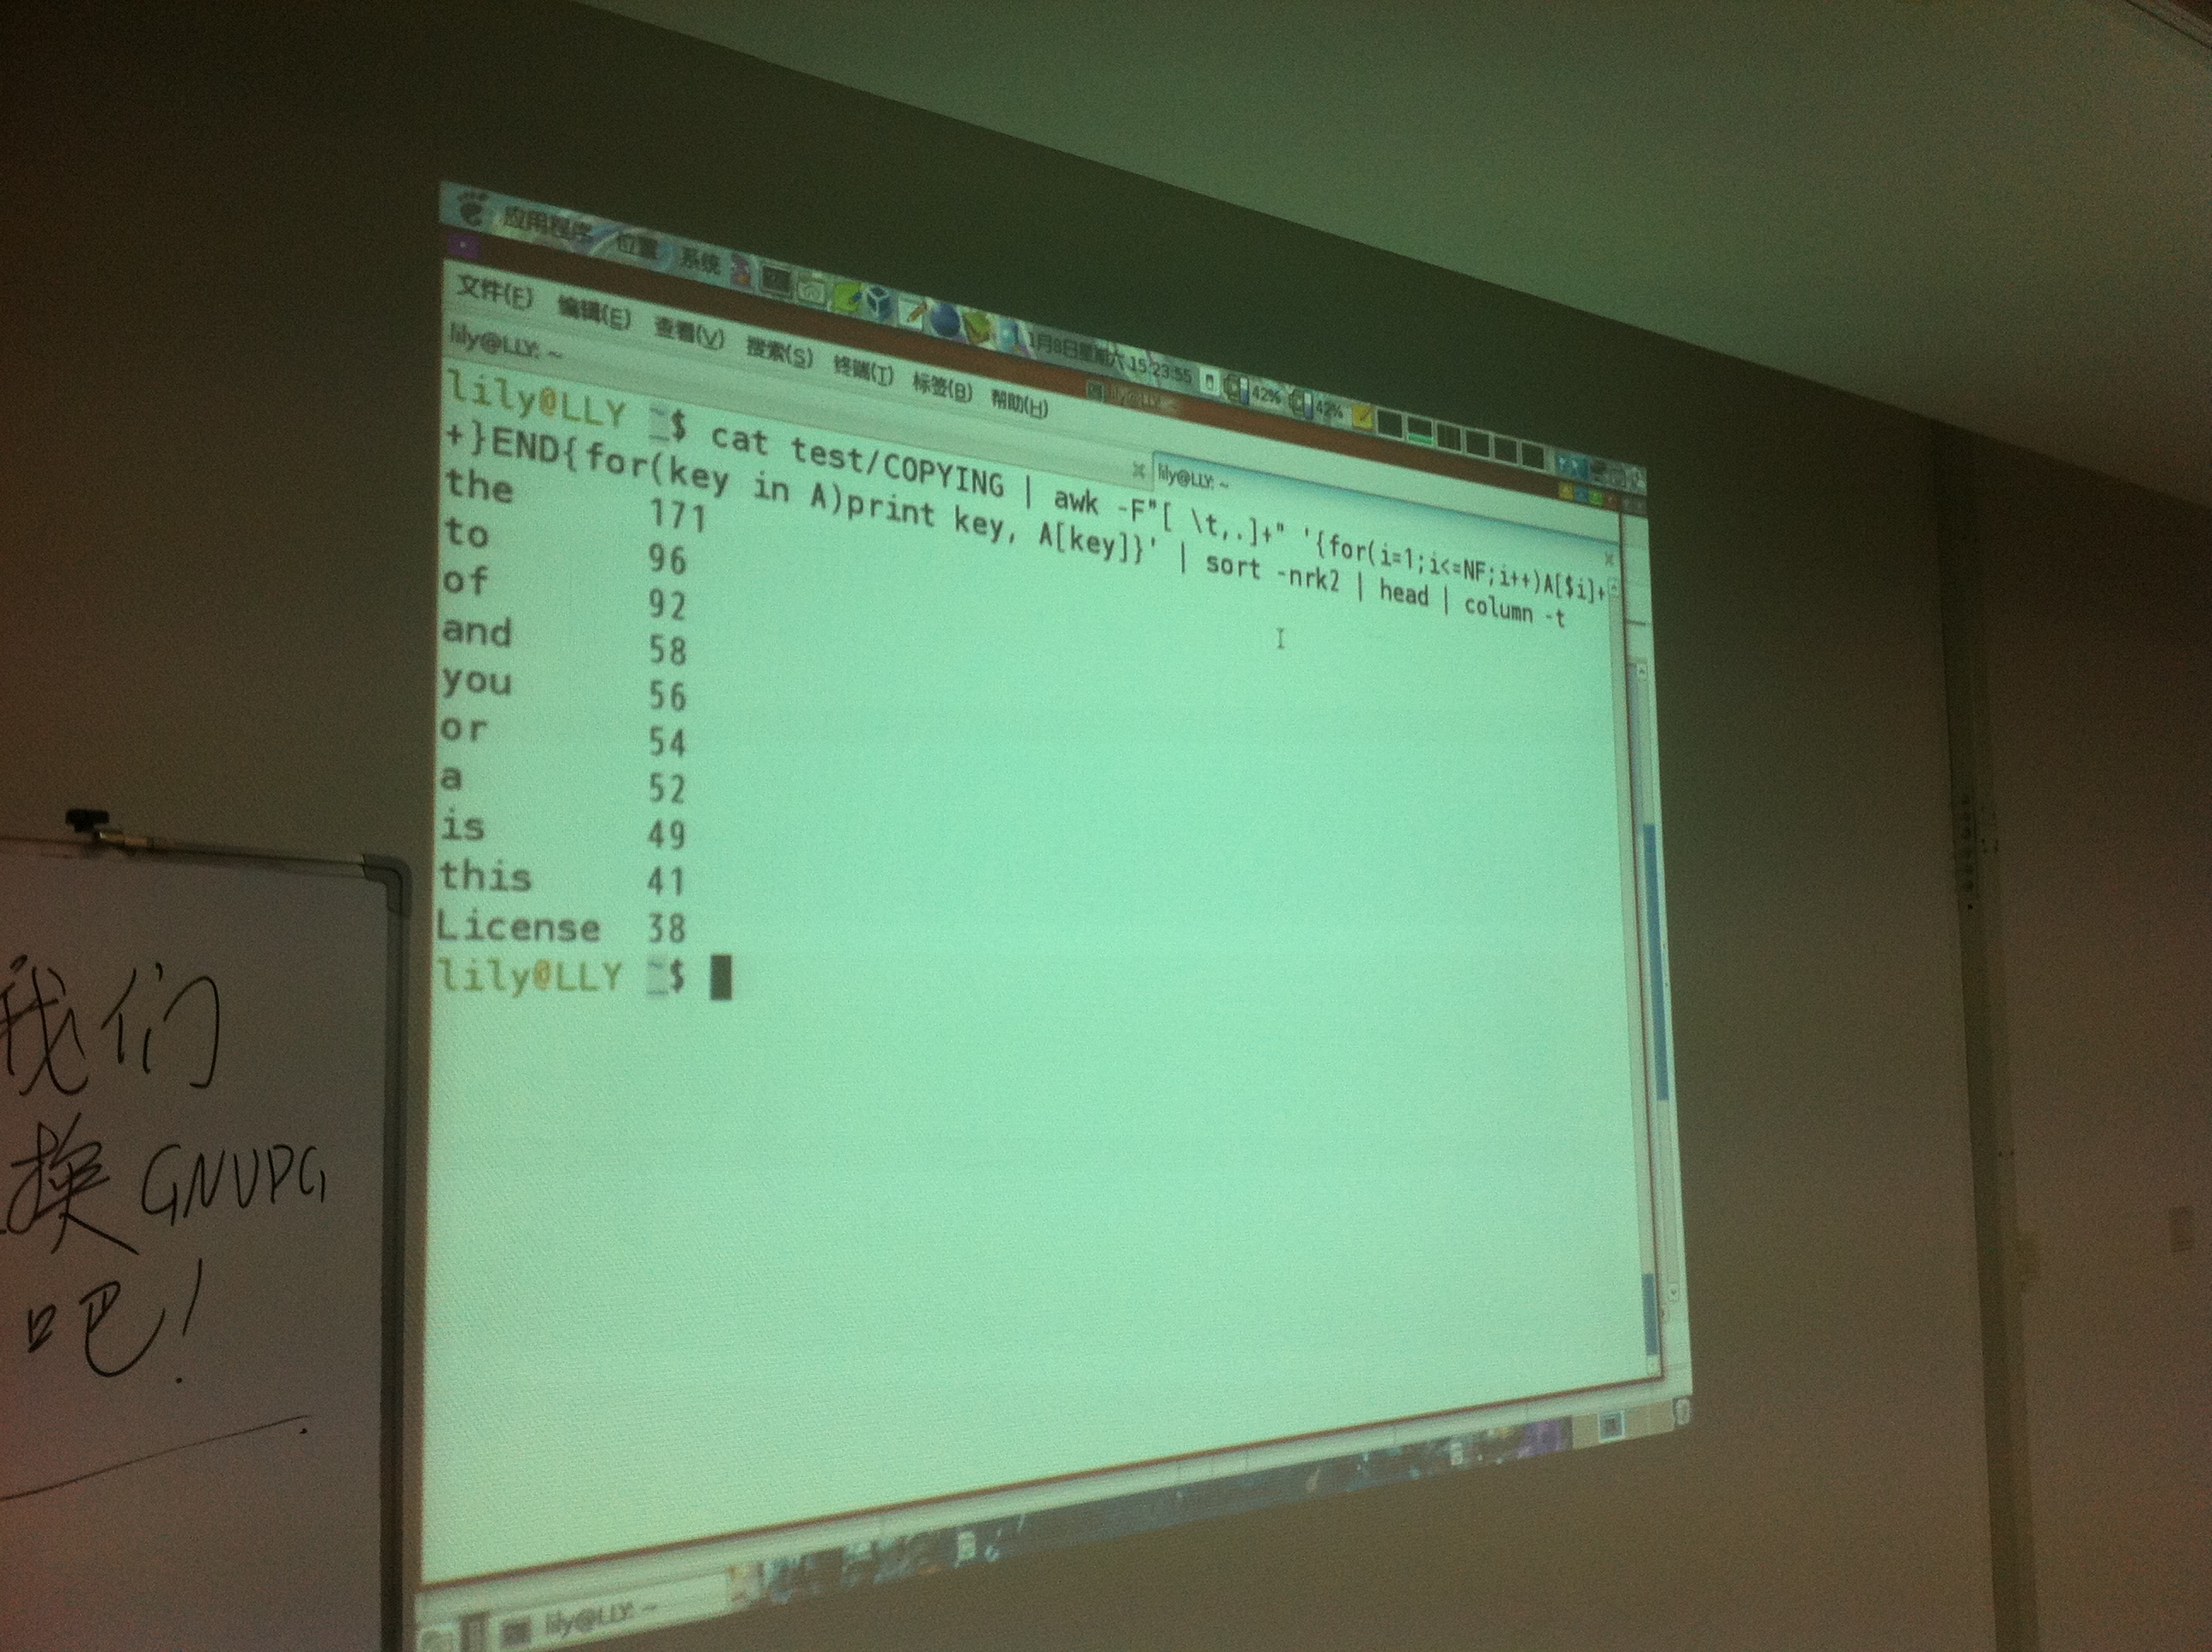 应用程序 位置 系统 1月8日星期六 15:23:55 42% 42%
文件(F) 编辑(E) 查看(V) 搜索(S) 终端(T) 标签(B) 帮助(H)
lily@LLY: ~ lily@LLY: ~
lily@LLY ~$ cat test/COPYING | awk -F"[ \t,.]+" '{for(i=1;i<=NF;i++)A[$i]+
+}END{for(key in A)print key, A[key]}' | sort -nrk2 | head | column -t
the 171
to 96
of 92
and 58
you 56
or 54
a 52
is 49
this 41
License 38
lily@LLY ~$
lily@LLY: ~
我们
换 GNUPG
吧!